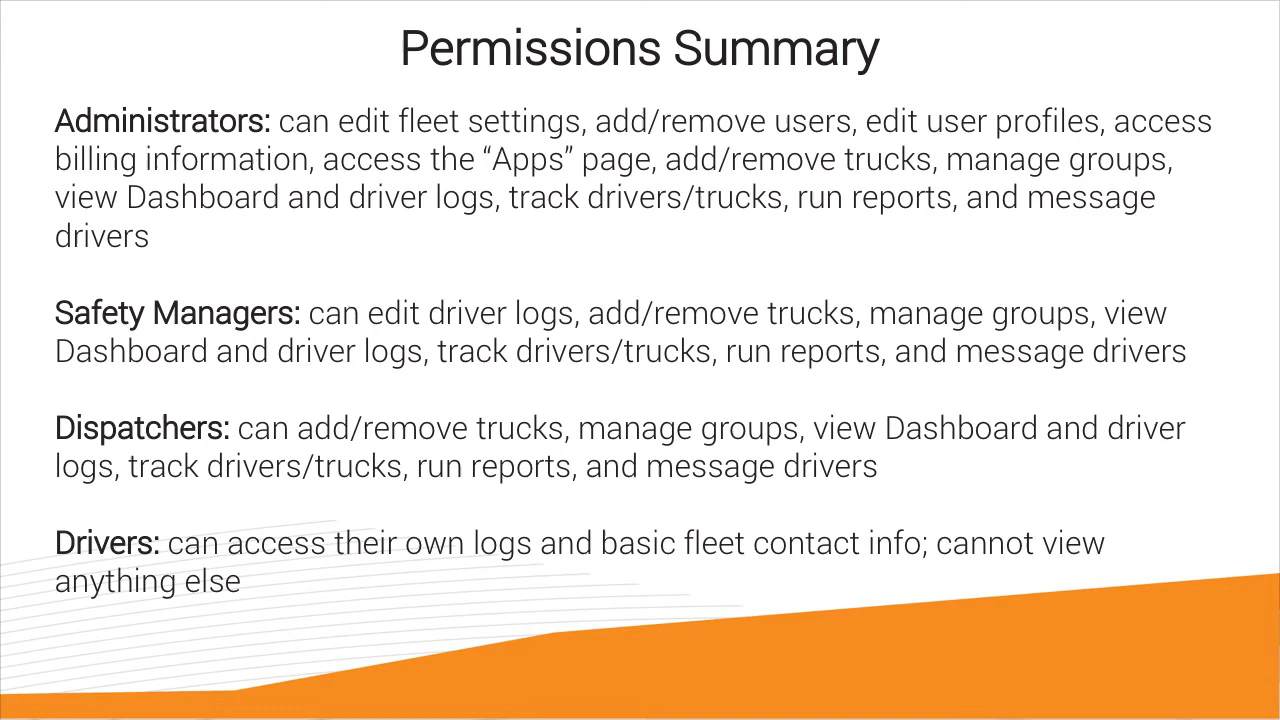 Permissions Summary
Administrators: can edit fleet settings, add/remove users, edit user profiles, access
billing information, access the “Apps” page, add/remove trucks, manage groups,
view Dashboard and driver logs, track drivers/trucks, run reports, and message
drivers
Safety Managers: can edit driver logs, add/remove trucks, manage groups, view
Dashboard and driver logs, track drivers/trucks, run reports, and message drivers
Dispatchers: can add/remove trucks, manage groups, view Dashboard and driver
logs, track drivers/trucks, run reports, and message drivers
Drivers: can access their own logs and basic fleet contact info; cannot view
anything else